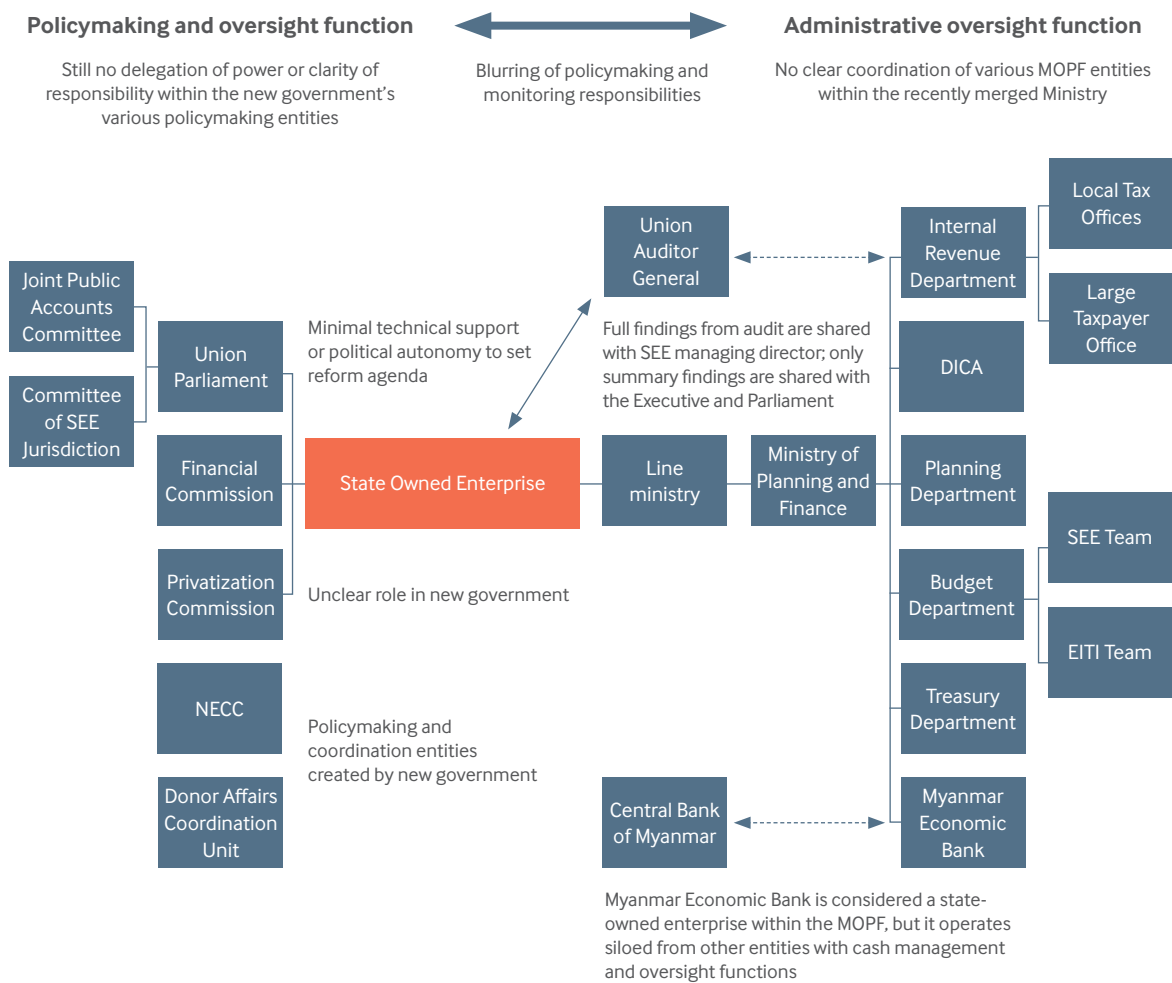 Policymaking and oversight function
Administrative oversight function
Still no delegation of power or clarity of
responsibility within the new government's
various policymaking entities
Blurring of policymaking and
monitoring responsibilities
No clear coordination of various MOPF entities
within the recently merged Ministry
Joint Public
Accounts
Committee
Committee
of SEE
Jurisdiction
Union
Parliament
Financial
Commission
Privatization
Commission
NECC
Donor Affairs
Coordination
Unit
Minimal technical support
or political autonomy to set
reform agenda
State Owned Enterprise
Unclear role in new government
Policymaking and
coordination entities
created by new government
Union
Auditor
General
Full findings from audit are shared
with SEE managing director; only
summary findings are shared with
the Executive and Parliament
Line
ministry
Ministry of
Planning and
Finance
Central Bank
of Myanmar
Internal
Revenue
Department
DICA
Planning
Department
Budget
Department
Treasury
Department
Myanmar
Economic
Bank
Local Tax
Offices
Large
Taxpayer
Office
SEE Team
EITI Team
Myanmar Economic Bank is considered a state-
owned enterprise within the MOPF, but it operates
siloed from other entities with cash management
and oversight functions